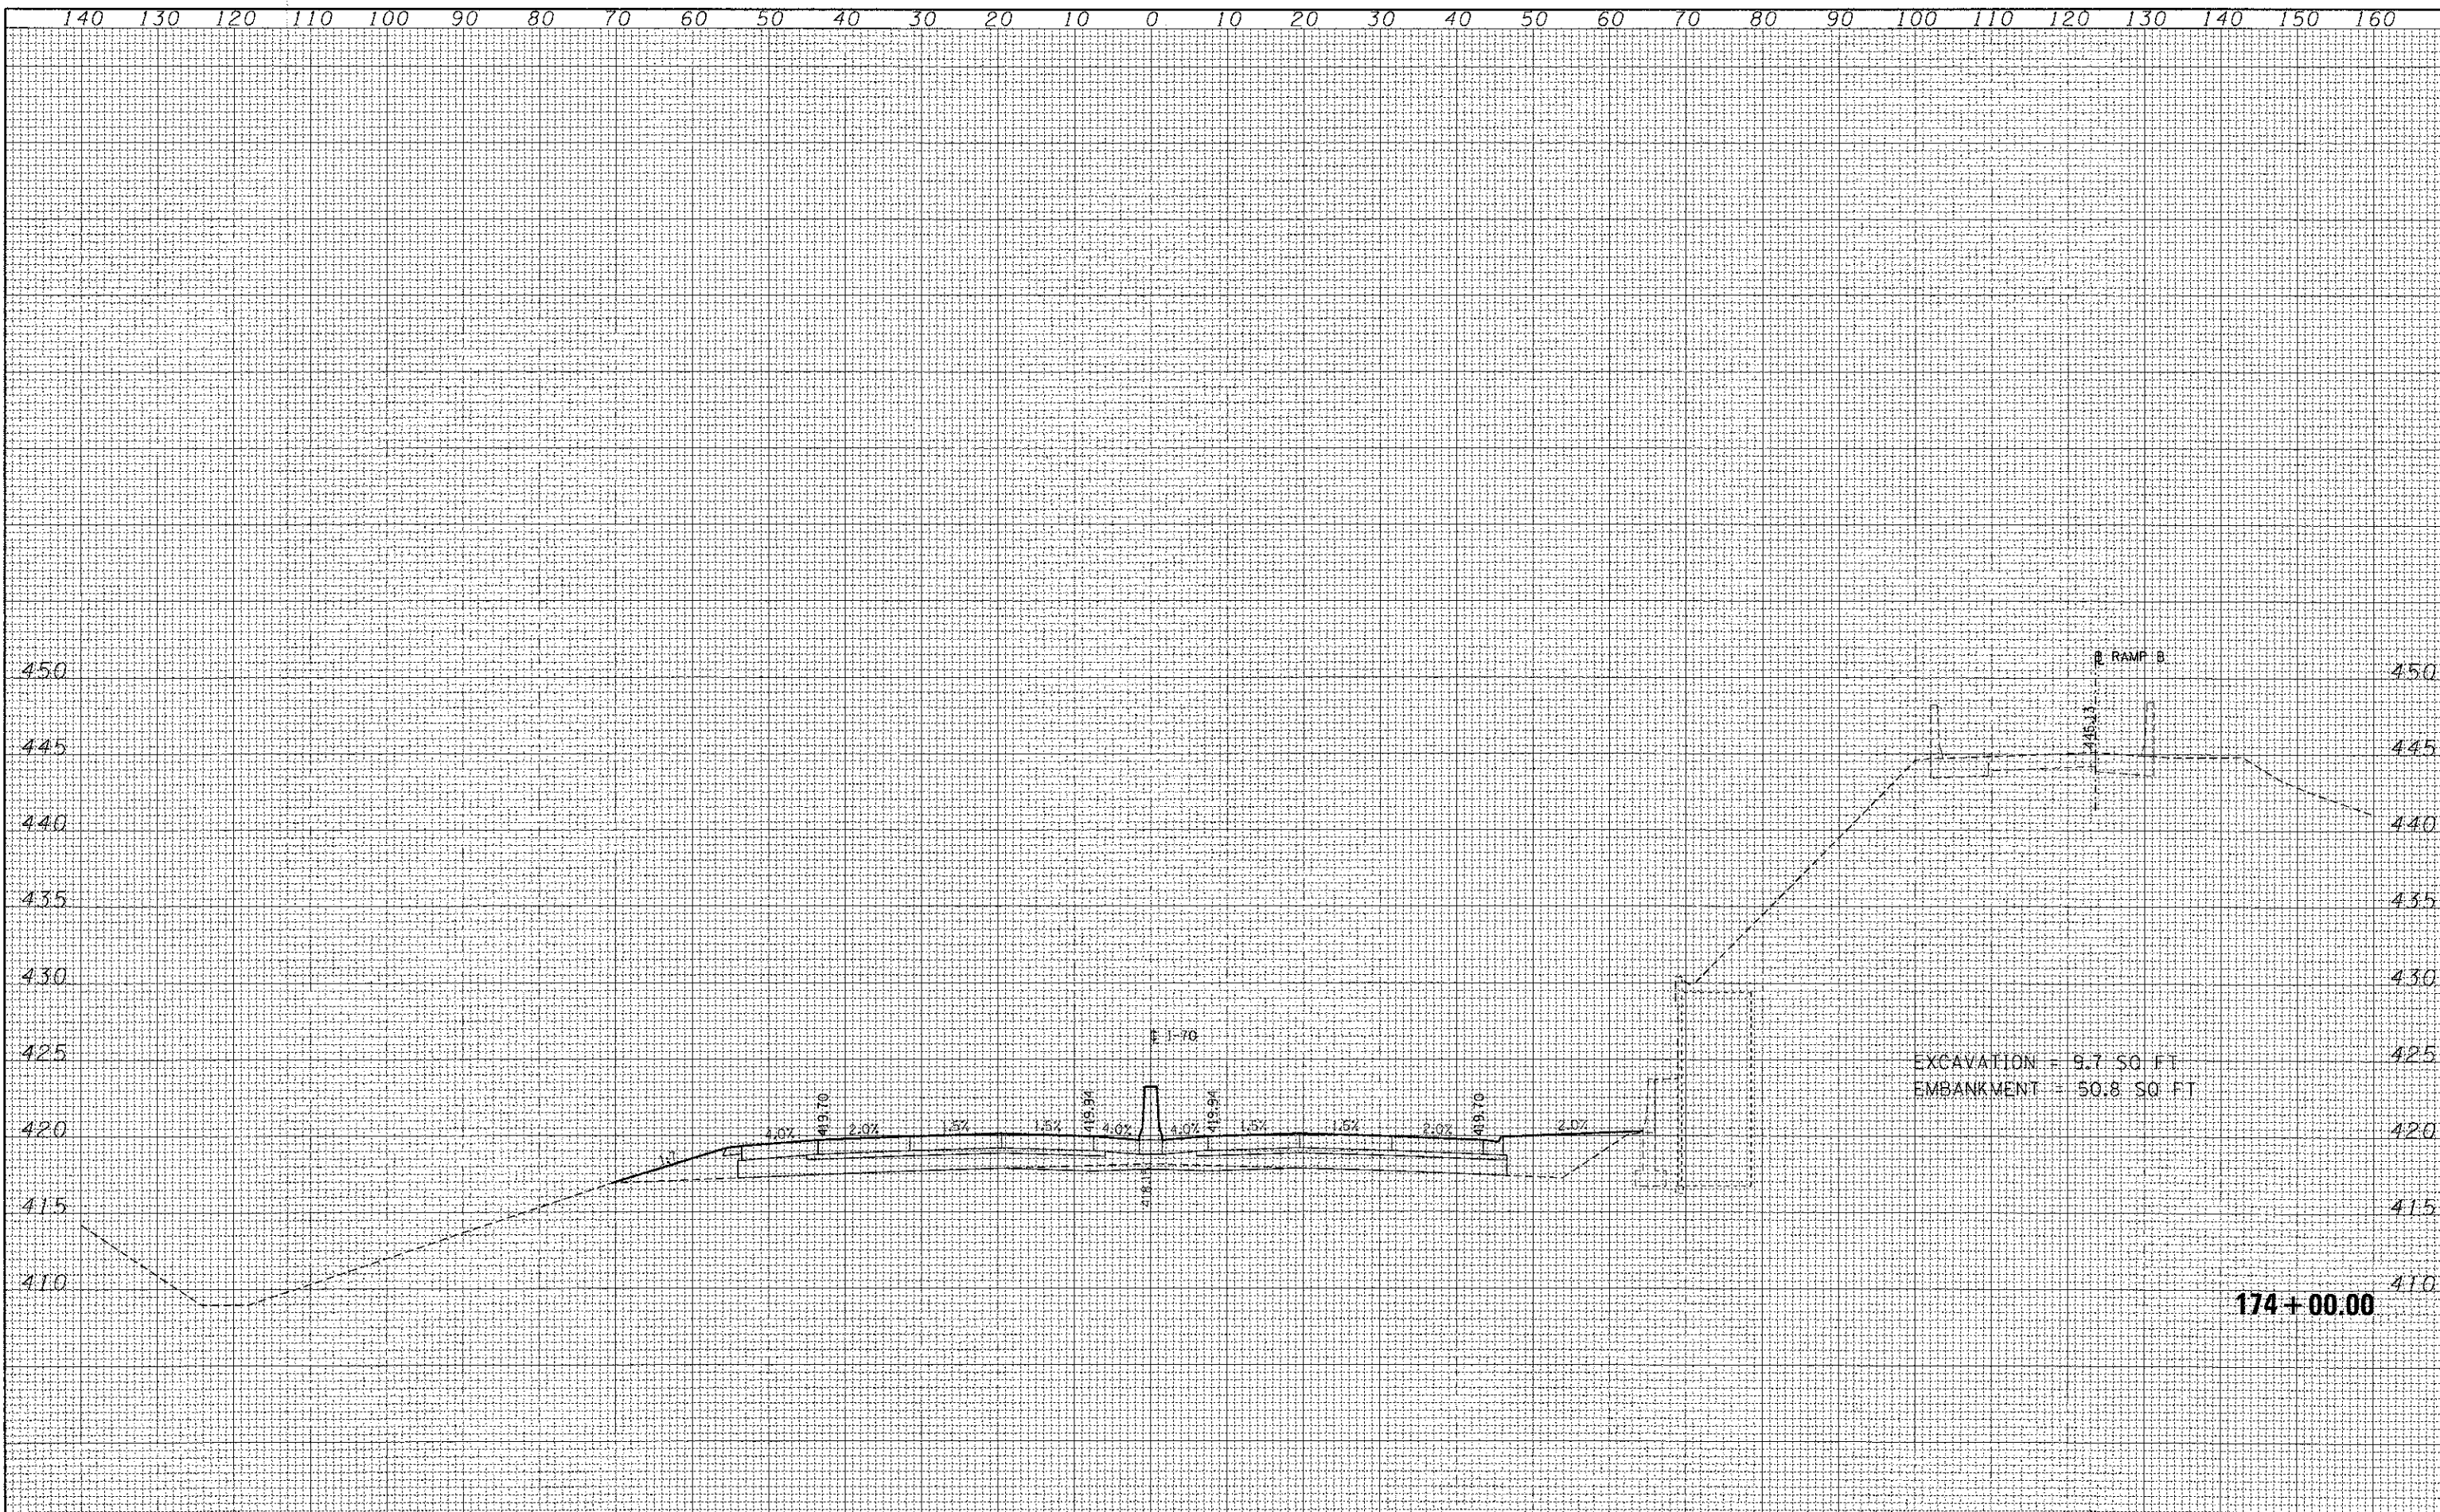 140 130 120 110 100 90 80 70 60 50 40 30 20 10 0 10 20 30 40 50 60 70 80 90 100 110 120 130 140 150 160
450 ⅊ RAMP B 450
445 445.13 445
440 440
435 435
430 430
℄ I-70
425 EXCAVATION = 9.7 SQ FT 425
EMBANKMENT = 50.8 SQ FT
419.70 419.94 419.94 419.70
420 4.0% 2.0% 1.5% 1.5% 4.0% 4.0% 1.5% 1.5% 2.0% 2.0% 420
1:7
415 415
410 410
174+00.00